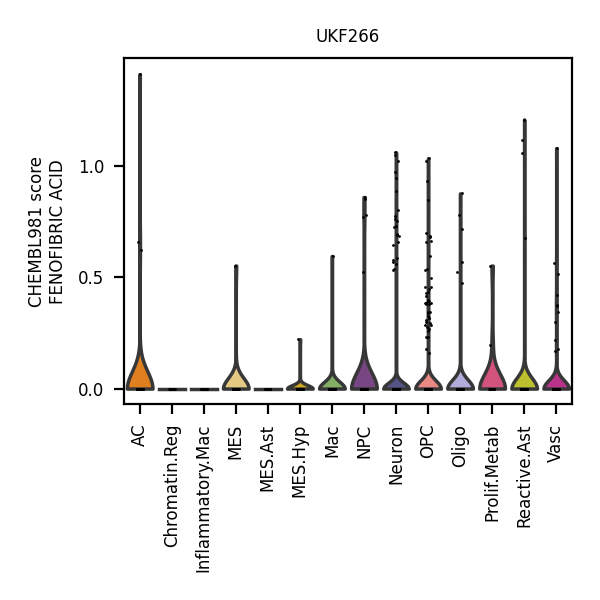 UKF266
CHEMBL981 score
FENOFIBRIC ACID
1.0
0.5
0.0
AC
Chromatin.Reg
Inflammatory.Mac
MES
MES.Ast
MES.Hyp
Mac
NPC
Neuron
OPC
Oligo
Prolif.Metab
Reactive.Ast
Vasc